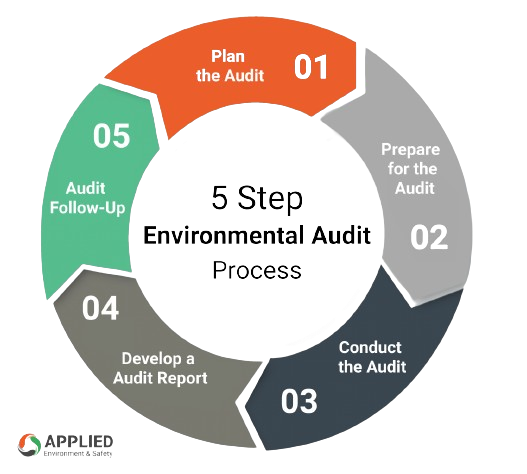 5 Step
Environmental Audit
Process
Plan
the Audit
01
Prepare
for the
Audit
02
Conduct
the Audit
03
04
Develop a
Audit Report
05
Audit
Follow-Up
APPLIED
Environment & Safety